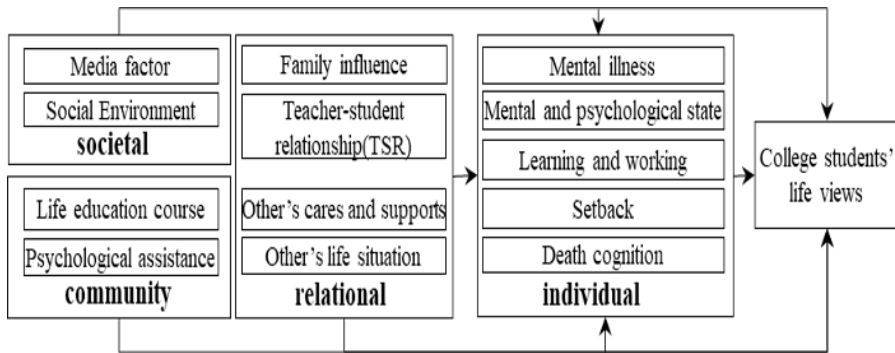 Media factor
Social Environment
societal
Life education course
Psychological assistance
community
Family influence
Teacher-student
relationship(TSR)
Other's cares and supports
Other's life situation
relational
Mental illness
Mental and psychological state
Learning and working
Setback
Death cognition
individual
College students'
life views